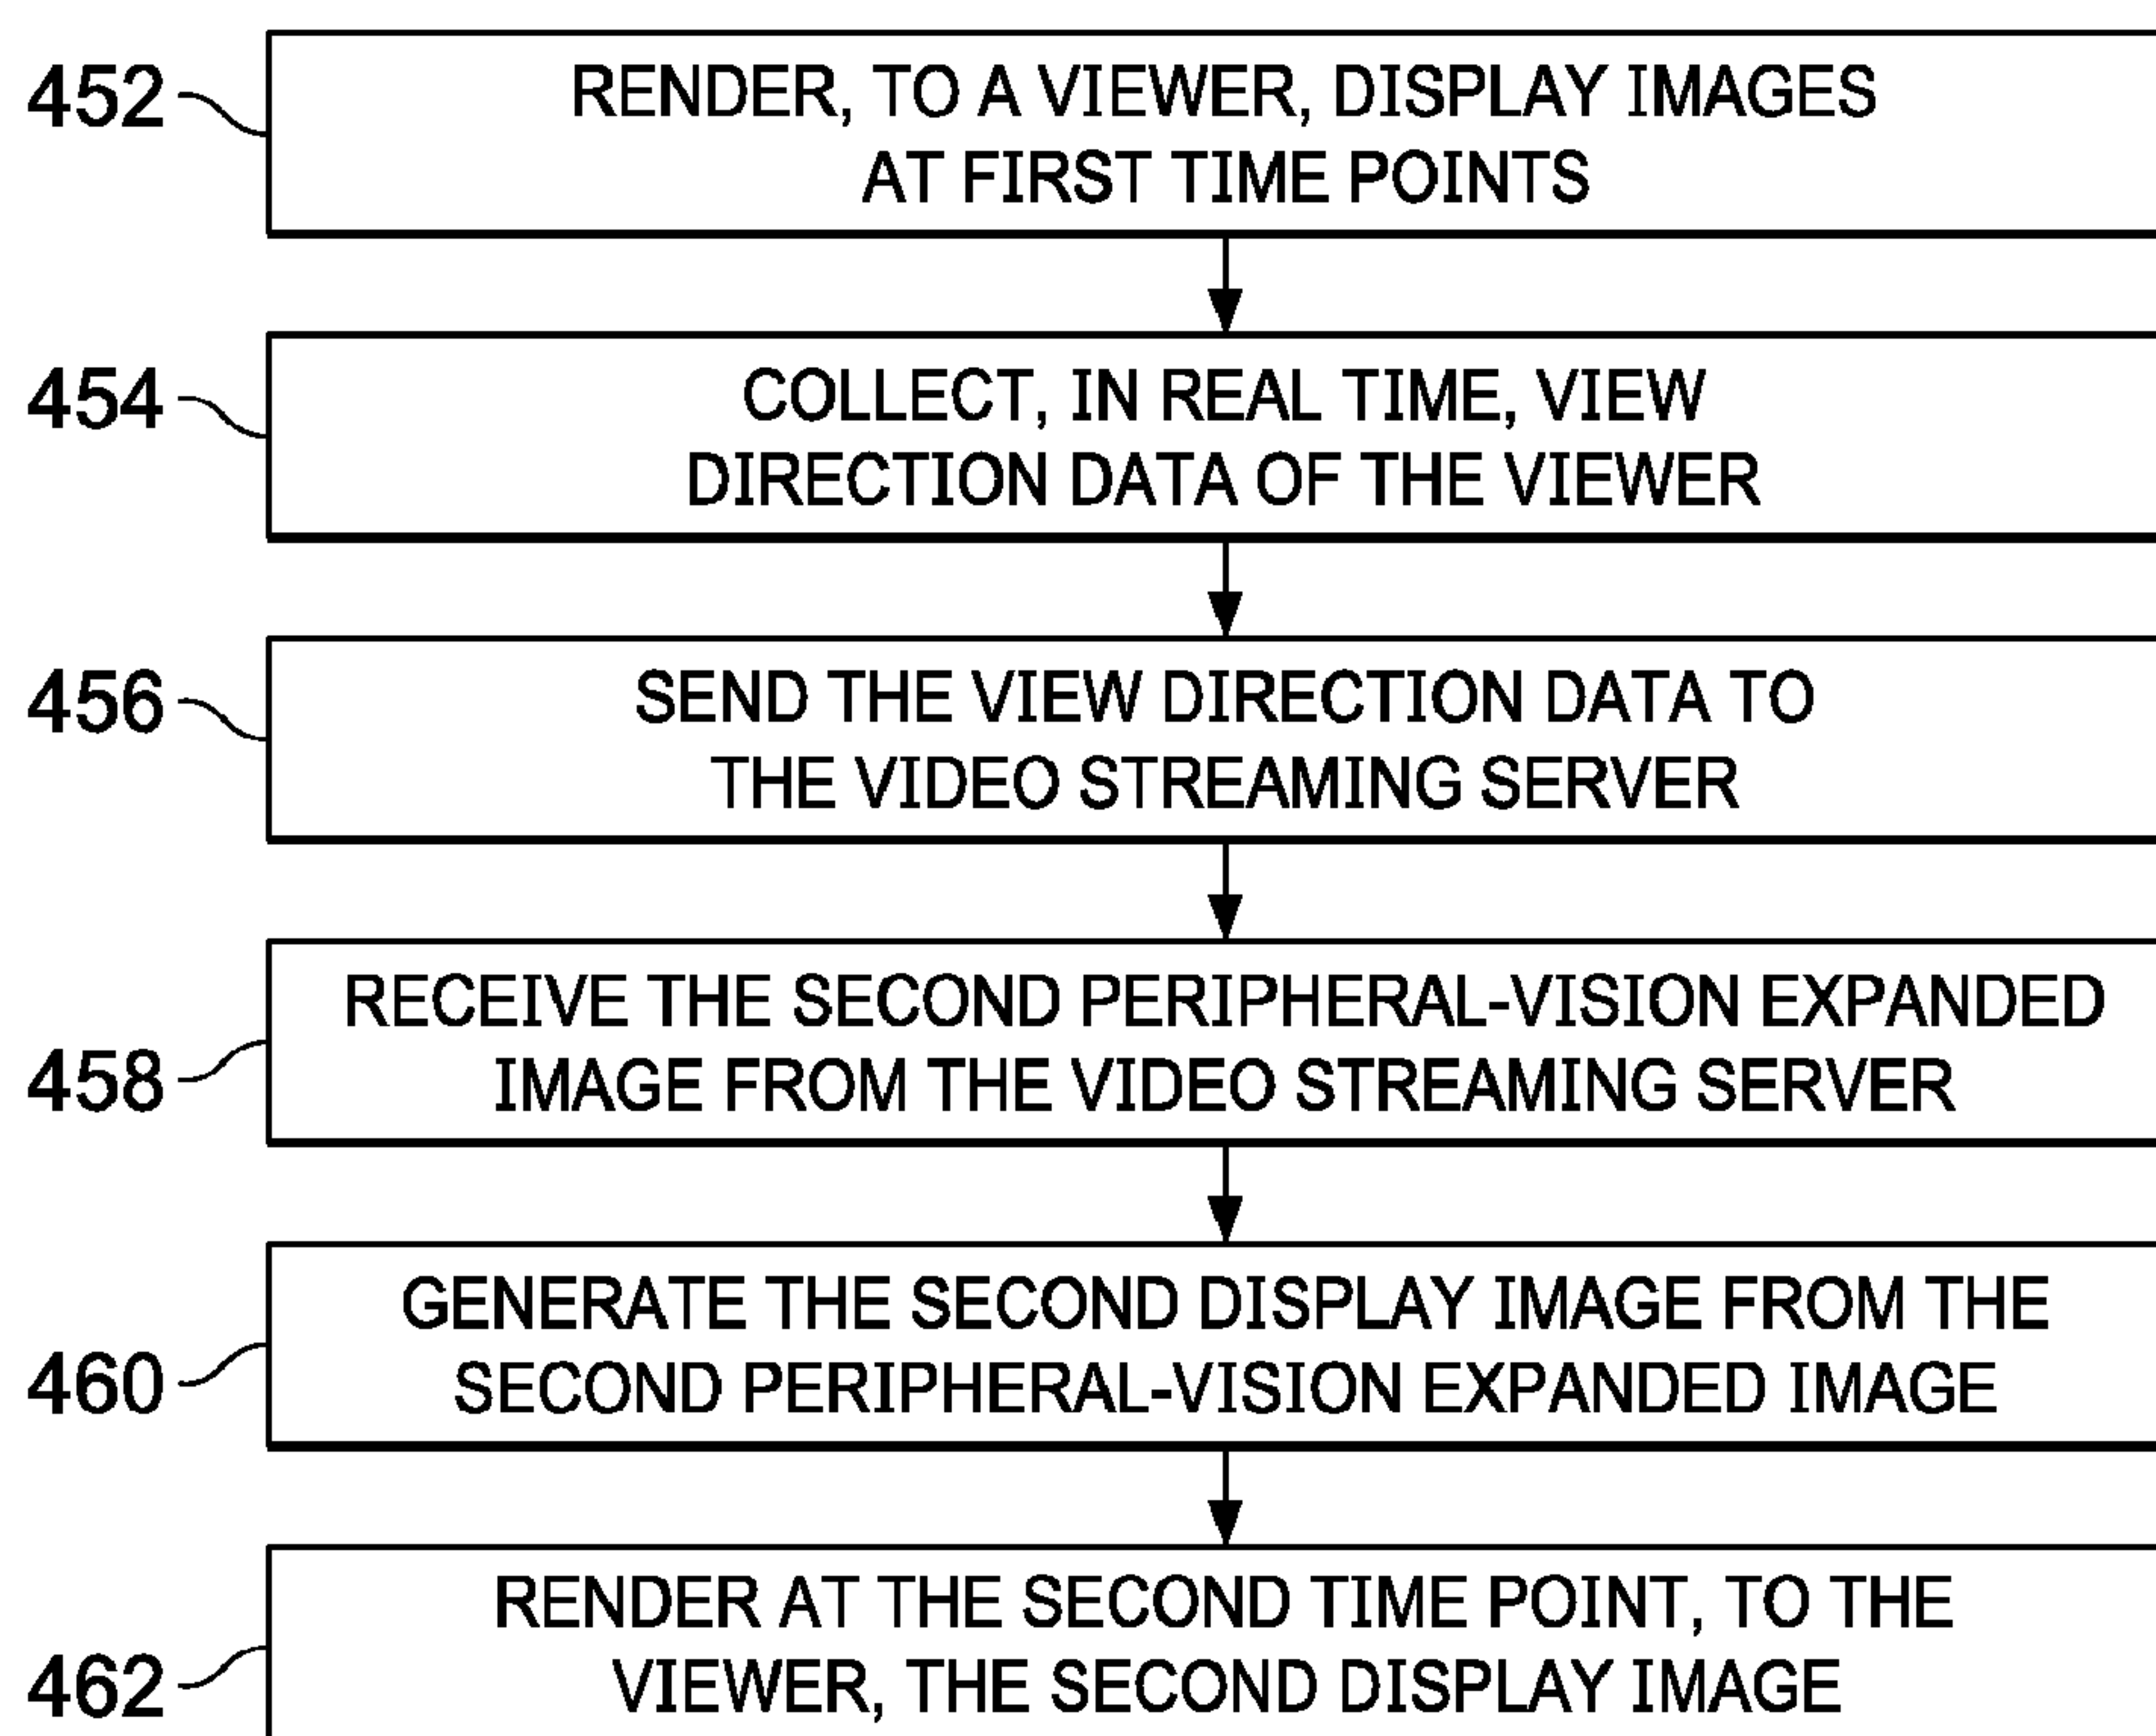 452
RENDER, TO A VIEWER, DISPLAY IMAGES
AT FIRST TIME POINTS
454
COLLECT, IN REAL TIME, VIEW
DIRECTION DATA OF THE VIEWER
456
SEND THE VIEW DIRECTION DATA TO
THE VIDEO STREAMING SERVER
458
RECEIVE THE SECOND PERIPHERAL-VISION EXPANDED
IMAGE FROM THE VIDEO STREAMING SERVER
460
GENERATE THE SECOND DISPLAY IMAGE FROM THE
SECOND PERIPHERAL-VISION EXPANDED IMAGE
462
RENDER AT THE SECOND TIME POINT, TO THE
VIEWER, THE SECOND DISPLAY IMAGE